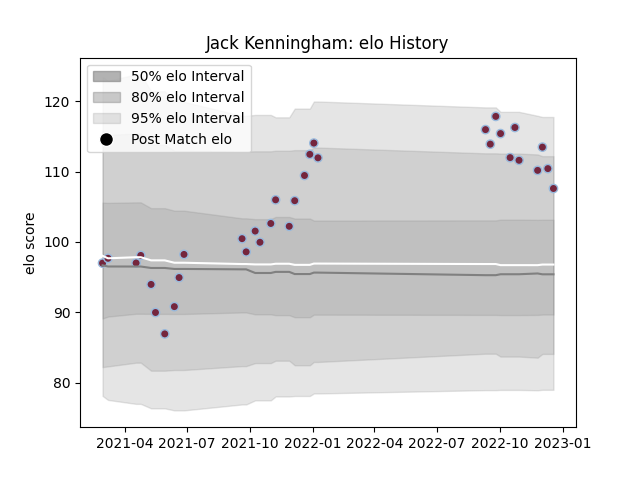 Jack Kenningham: elo History
50% elo Interval
80% elo Interval
95% elo Interval
Post Match elo
elo score
120
110
100
90
80
2021-04 2021-07 2021-10 2022-01 2022-04 2022-07 2022-10 2023-01